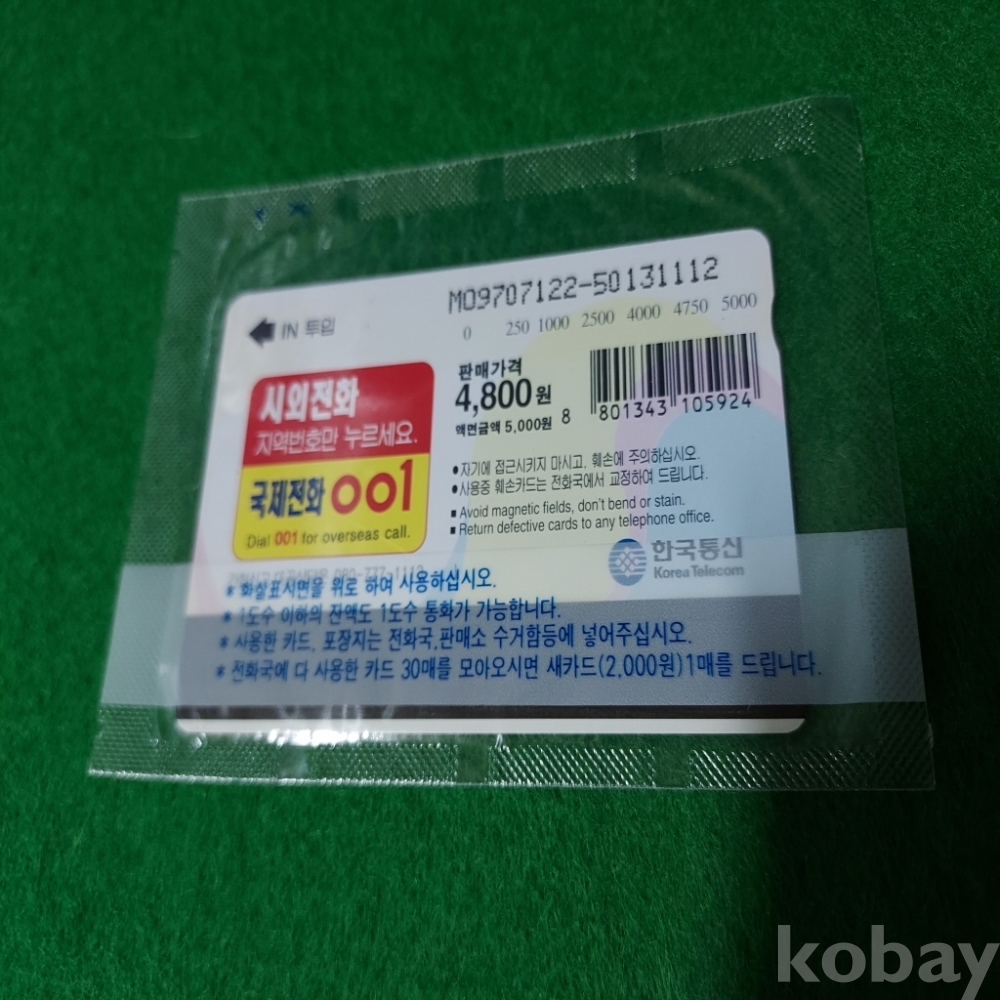 MO9707122-50131112
IN 투입
0 250 1000 2500 4000 4750 5000
시외전화
지역번호만 누르세요.
국제전화 001
Dial 001 for overseas call.
판매가격
4,800원
액면금액 5,000원
8 801343 105924
●자기에 접근시키지 마시고, 훼손에 주의하십시오.
●사용중 훼손카드는 전화국에서 교정하여 드립니다.
■Avoid magnetic fields, don't bend or stain.
■Return defective cards to any telephone office.
한국통신
Korea Telecom
080-777-1112
* 화살표시면을 위로 하여 사용하십시오.
* 1도수 이하의 잔액도 1도수 통화가 가능합니다.
* 사용한 카드, 포장지는 전화국,판매소 수거함등에 넣어주십시오.
* 전화국에 다 사용한 카드 30매를 모아오시면 새카드(2,000원)1매를 드립니다.
kobay